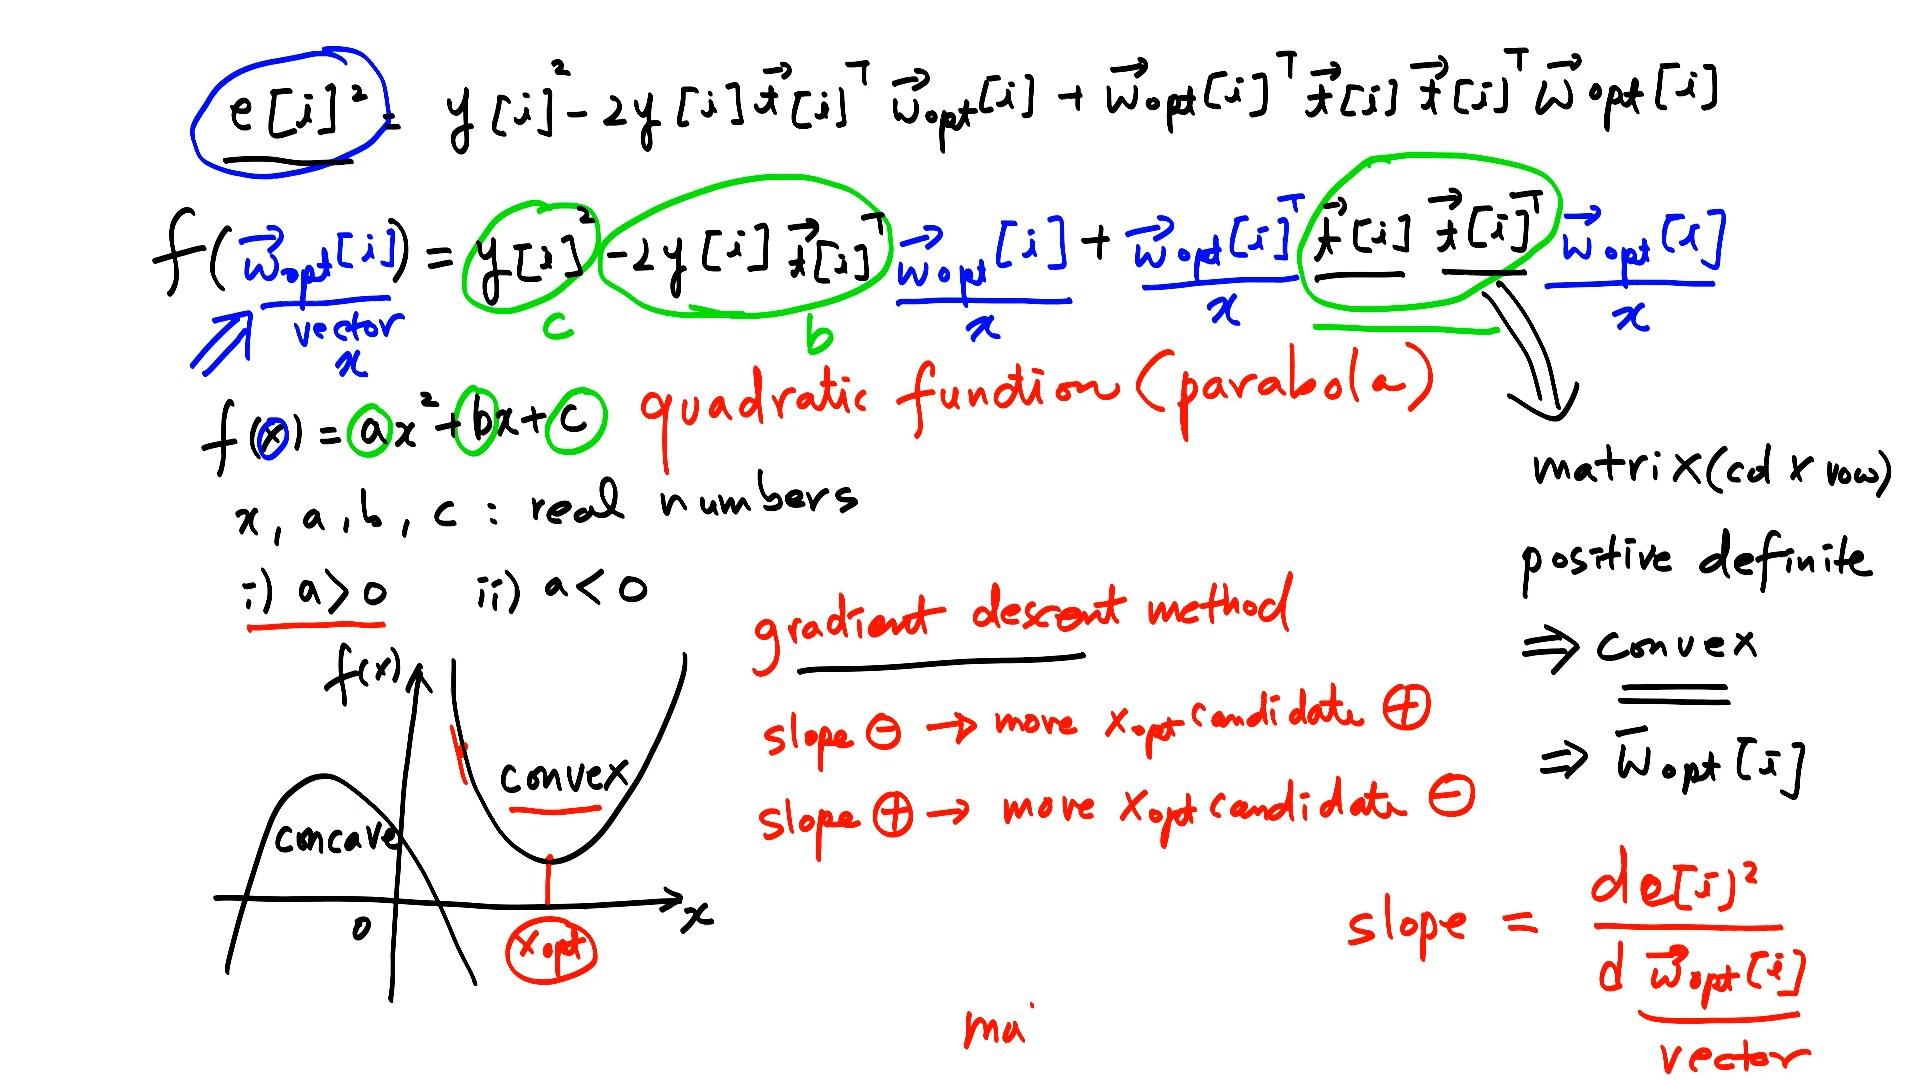 e[i]² = y[i]² - 2y[i] t⃗[i]ᵀ w⃗opt[i] + w⃗opt[i]ᵀ t⃗[i] t⃗[i]ᵀ w⃗opt[i]
f(w⃗opt[i]) = y[i]² - 2y[i] t⃗[i]ᵀ w⃗opt[i] + w⃗opt[i]ᵀ t⃗[i] t⃗[i]ᵀ w⃗opt[i]
vector c b x x x
x
f(x) = ax² + bx + c quadratic function (parabola)
x, a, b, c : real numbers
i) a > 0 ii) a < 0
f(x)
convex
concave
0
x
xopt
gradient descent method
slope ⊖ → move xopt candidate ⊕
slope ⊕ → move xopt candidate ⊖
matrix (col x row)
positive definite
⇒ convex
⇒ w̄opt[i]
slope = de[i]² / d w⃗opt[i]
vector
ma